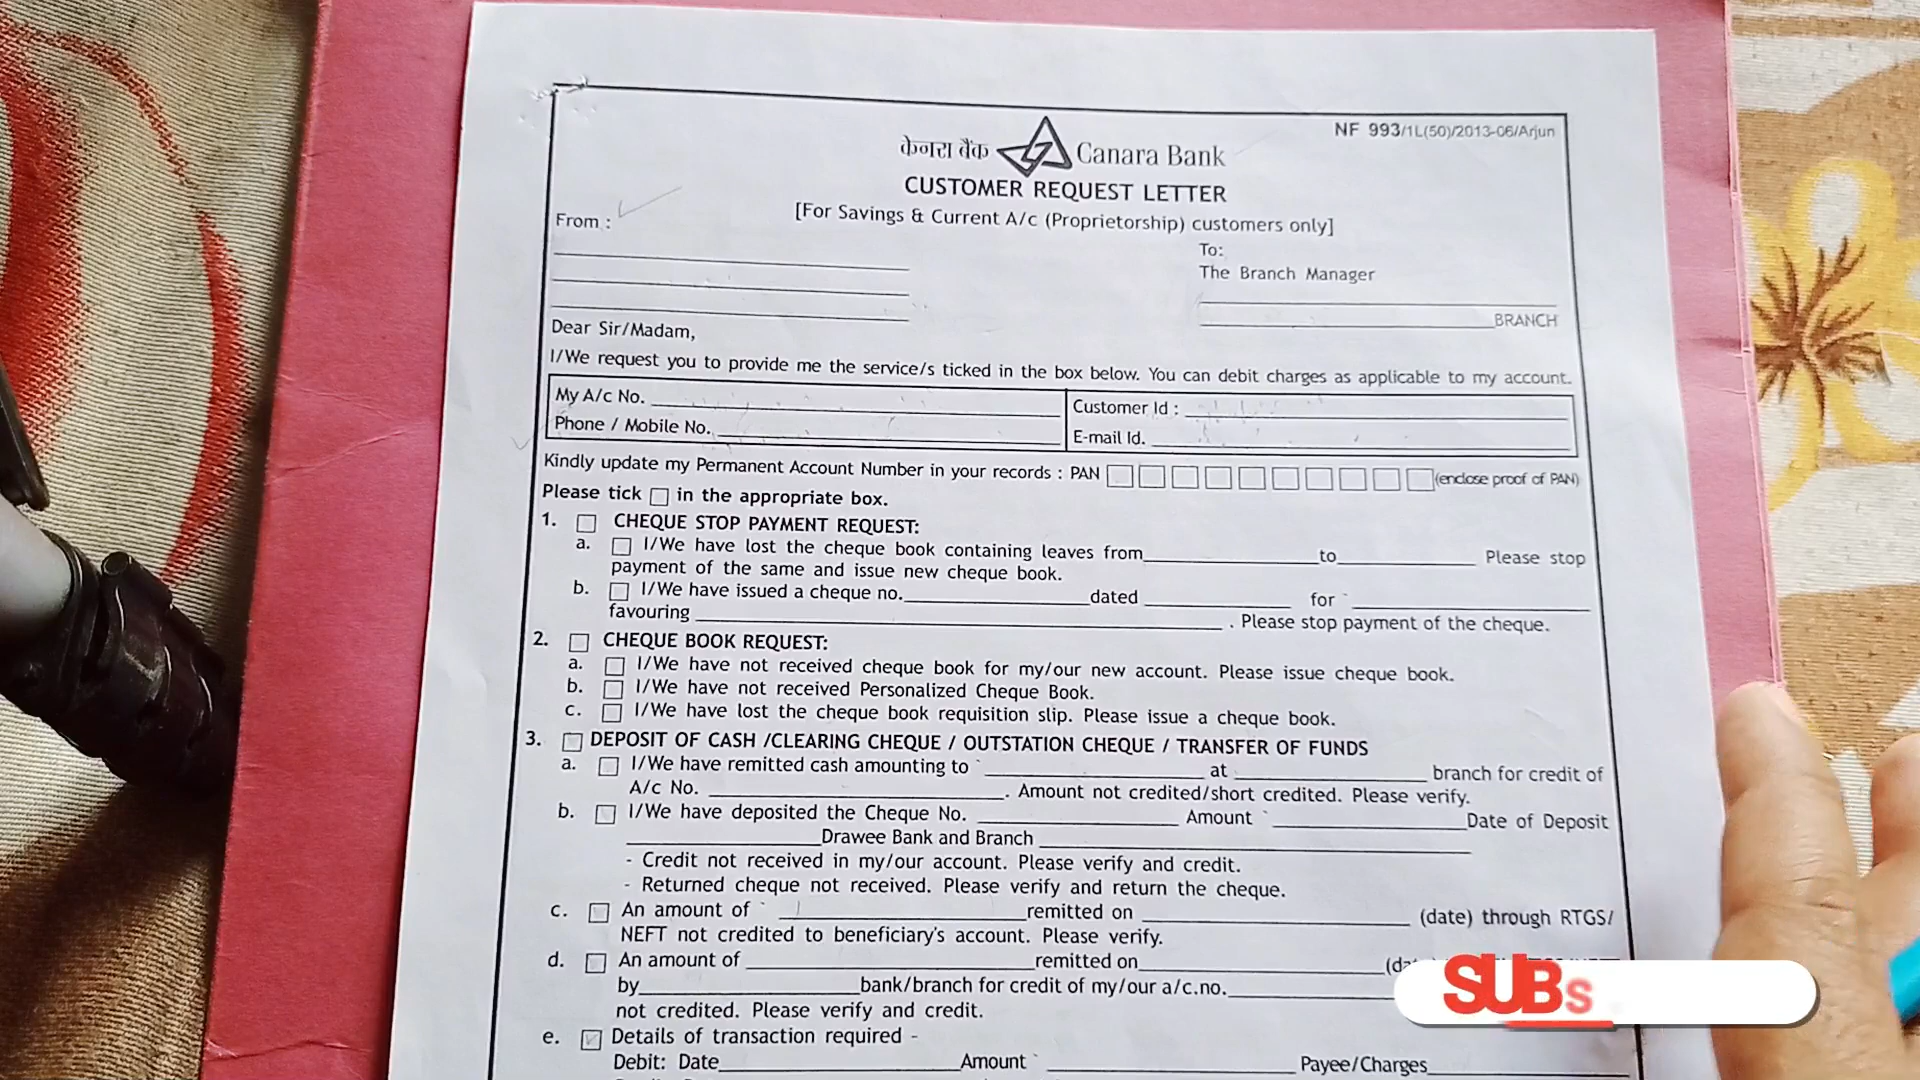 NF 993/1L(50)/2013-06/Arjun
केनरा बैंक Canara Bank
CUSTOMER REQUEST LETTER
[For Savings & Current A/c (Proprietorship) customers only]
From :
To:
The Branch Manager
BRANCH
Dear Sir/Madam,
I/We request you to provide me the service/s ticked in the box below. You can debit charges as applicable to my account.
My A/c No. Customer Id :
Phone / Mobile No. E-mail Id.
Kindly update my Permanent Account Number in your records : PAN (enclose proof of PAN)
Please tick in the appropriate box.
1. CHEQUE STOP PAYMENT REQUEST:
a. I/We have lost the cheque book containing leaves from to Please stop
payment of the same and issue new cheque book.
b. I/We have issued a cheque no. dated for
favouring . Please stop payment of the cheque.
2. CHEQUE BOOK REQUEST:
a. I/We have not received cheque book for my/our new account. Please issue cheque book.
b. I/We have not received Personalized Cheque Book.
c. I/We have lost the cheque book requisition slip. Please issue a cheque book.
3. DEPOSIT OF CASH /CLEARING CHEQUE / OUTSTATION CHEQUE / TRANSFER OF FUNDS
a. I/We have remitted cash amounting to ` at branch for credit of
A/c No. . Amount not credited/short credited. Please verify.
b. I/We have deposited the Cheque No. Amount ` Date of Deposit
Drawee Bank and Branch
- Credit not received in my/our account. Please verify and credit.
- Returned cheque not received. Please verify and return the cheque.
c. An amount of ` remitted on (date) through RTGS/
NEFT not credited to beneficiary's account. Please verify.
d. An amount of remitted on
by bank/branch for credit of my/our a/c.no.
not credited. Please verify and credit.
e. Details of transaction required -
Debit: Date Amount ` Payee/Charges
SUBs